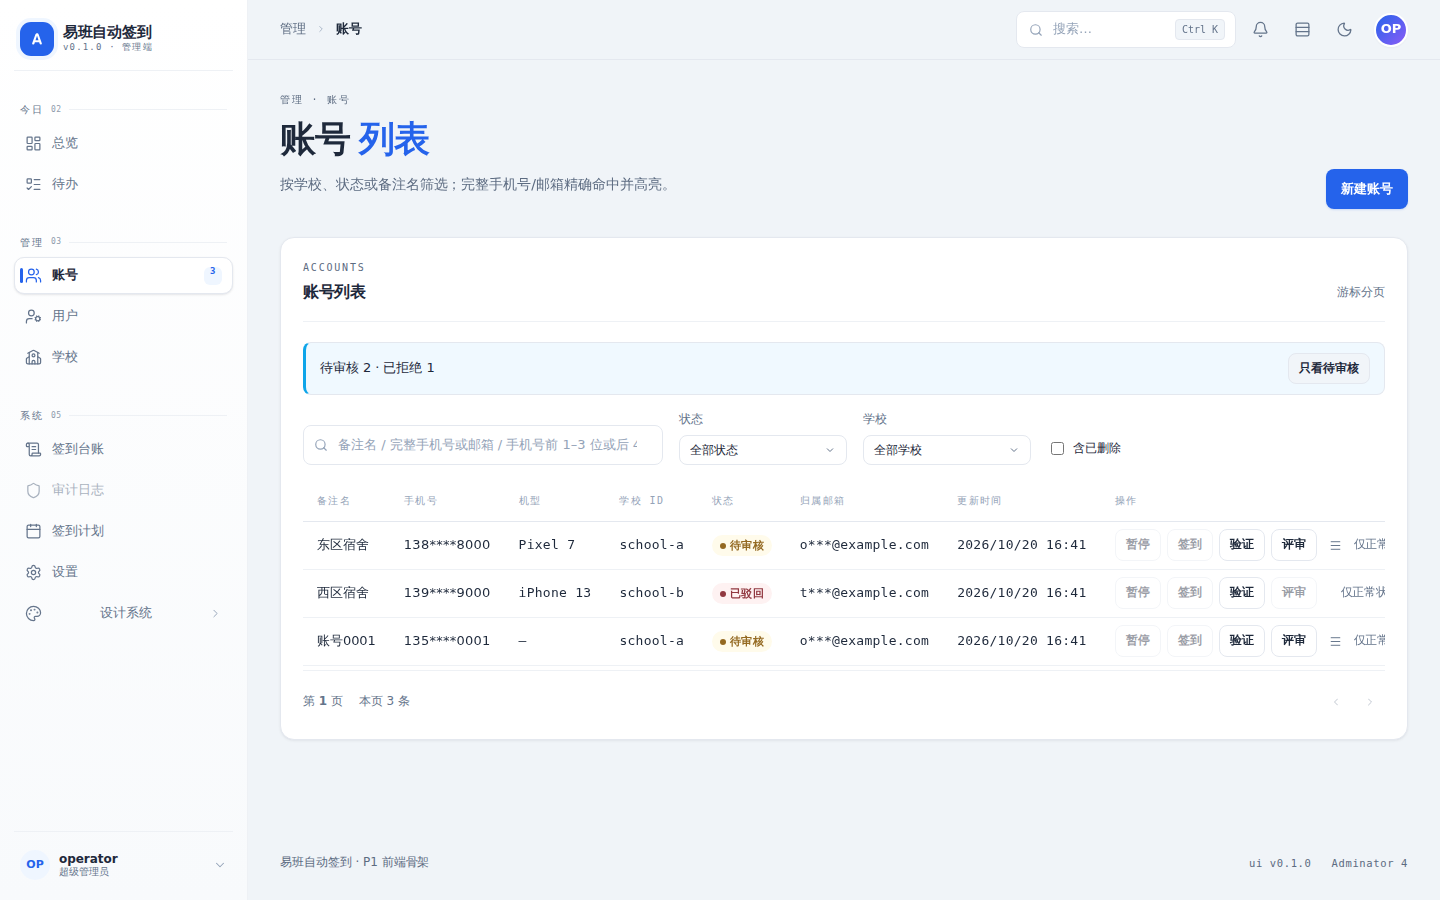 A
易班自动签到
v0.1.0 · 管理端
今日 02
总览
待办
管理 03
账号 3
用户
学校
系统 05
签到台账
审计日志
签到计划
设置
设计系统
OP
operator
超级管理员
管理 › 账号
搜索… Ctrl K
OP
管理 · 账号
账号 列表
按学校、状态或备注名筛选；完整手机号/邮箱精确命中并高亮。
新建账号
ACCOUNTS
账号列表
游标分页
待审核 2 · 已拒绝 1
只看待审核
备注名 / 完整手机号或邮箱 / 手机号前 1–3 位或后
状态
全部状态
学校
全部学校
含已删除
备注名 手机号 机型 学校 ID 状态 归属邮箱 更新时间 操作
东区宿舍 138****8000 Pixel 7 school-a 待审核 o***@example.com 2026/10/20 16:41 暂停 签到 验证 评审 仅正常
西区宿舍 139****9000 iPhone 13 school-b 已驳回 t***@example.com 2026/10/20 16:41 暂停 签到 验证 评审 仅正常状
账号0001 135****0001 — school-a 待审核 o***@example.com 2026/10/20 16:41 暂停 签到 验证 评审 仅正常
第 1 页 本页 3 条
易班自动签到 · P1 前端骨架
ui v0.1.0 Adminator 4